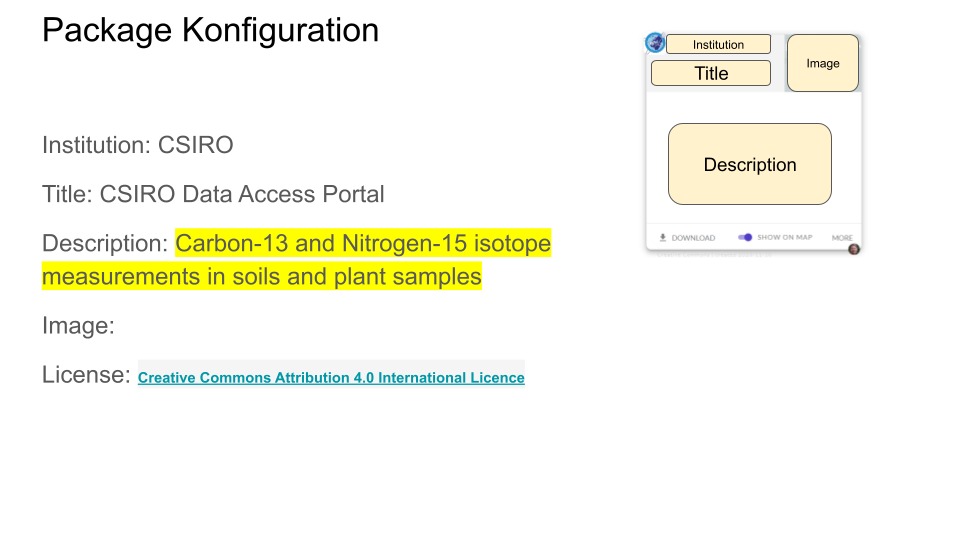 Package Konfiguration
Institution: CSIRO
Title: CSIRO Data Access Portal
Description: Carbon-13 and Nitrogen-15 isotope
measurements in soils and plant samples
Image:
License: Creative Commons Attribution 4.0 International Licence
Institution
Image
Title
Description
DOWNLOAD SHOW ON MAP MORE